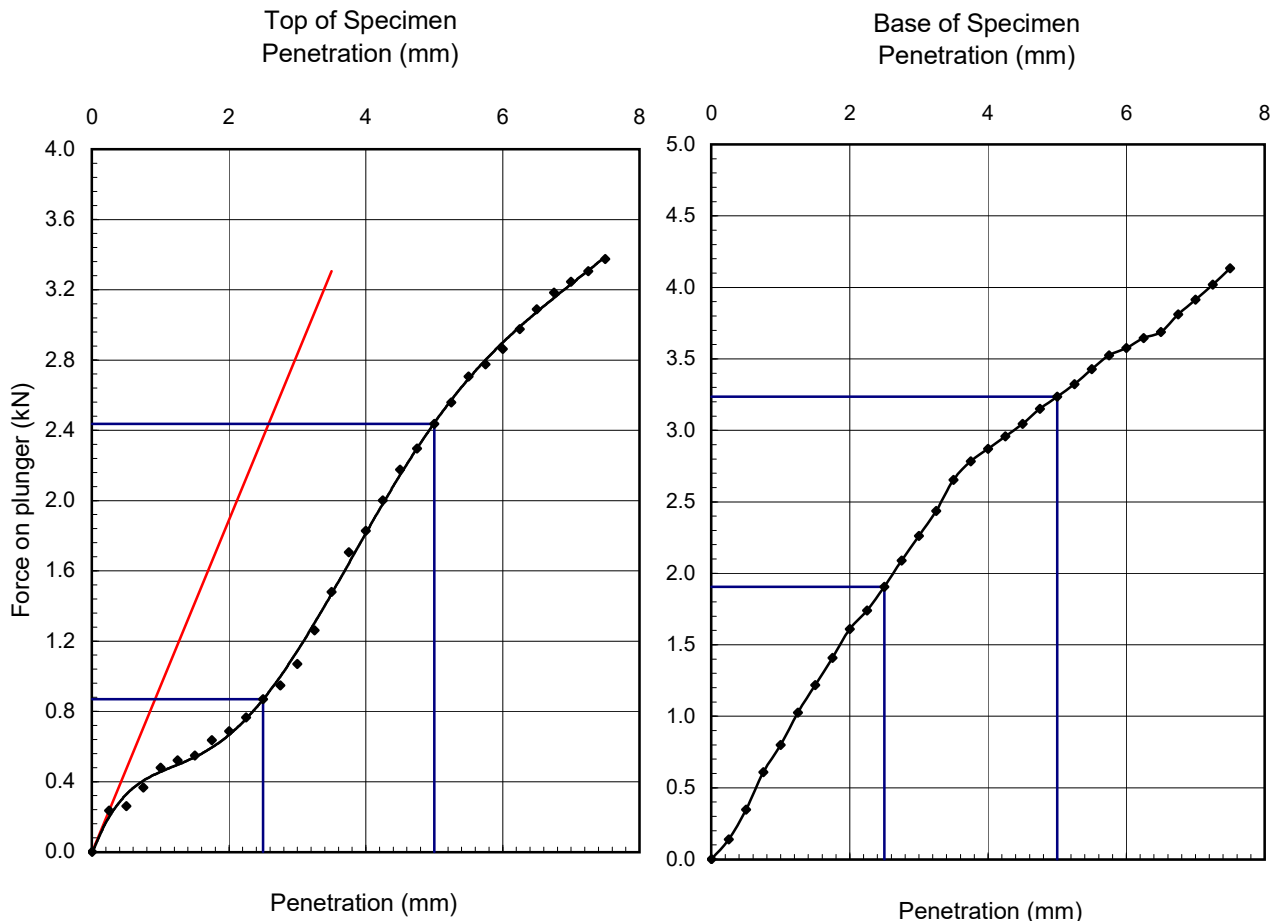 Top of Specimen
Penetration (mm)
0 2 4 6 8
4.0
3.6
3.2
2.8
2.4
2.0
1.6
1.2
0.8
0.4
0.0
Force on plunger (kN)
Penetration (mm)
Base of Specimen
Penetration (mm)
0 2 4 6 8
5.0
4.5
4.0
3.5
3.0
2.5
2.0
1.5
1.0
0.5
0.0
Penetration (mm)